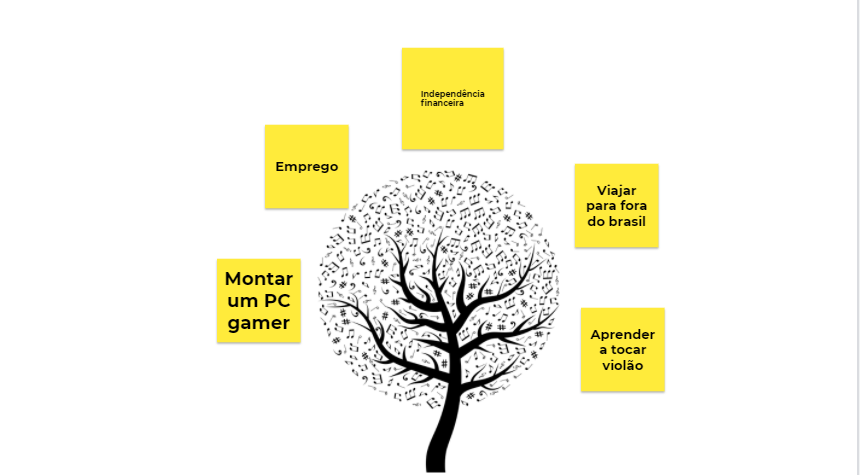 Independência
financeira
Emprego
Viajar
para fora
do brasil
Montar
um PC
gamer
Aprender
a tocar
violão